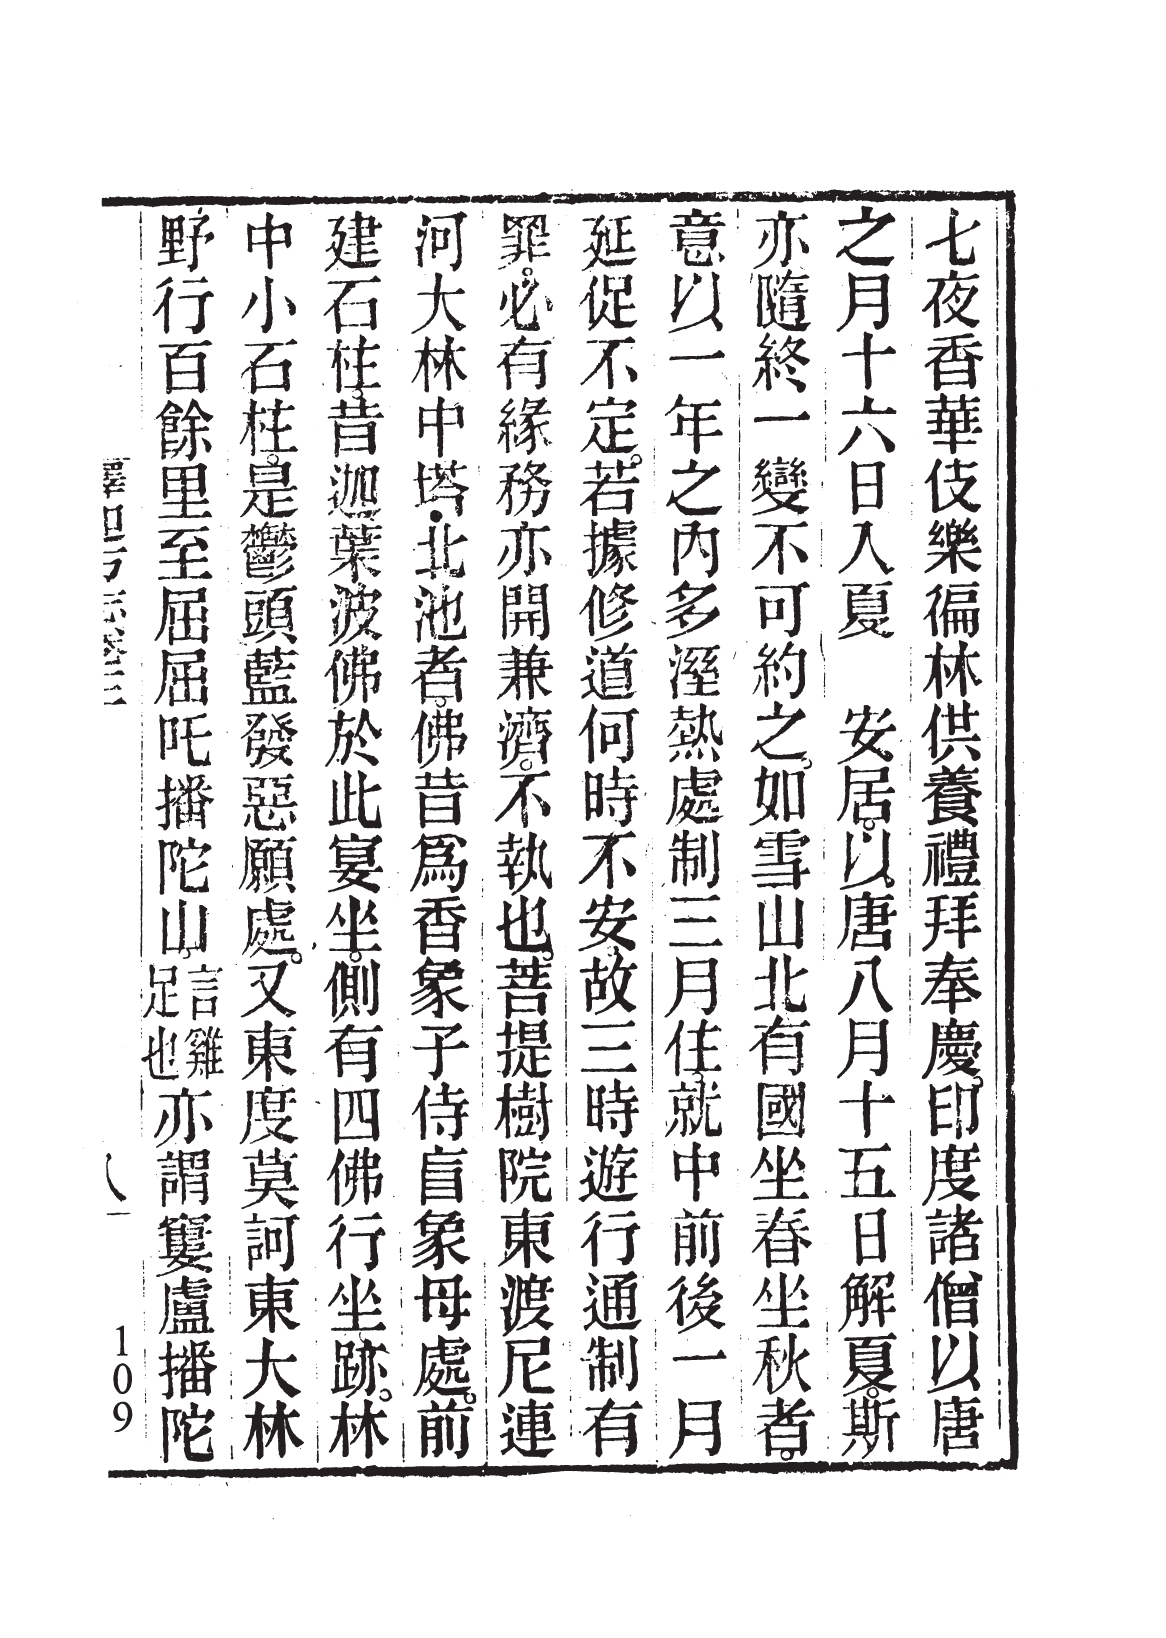 七夜香華伎樂徧林供養禮拜奉慶。印度諸僧以唐
之月十六日入夏　安居。以唐八月十五日解夏。斯
亦隨終一變不可約之。如雪山北有國坐春坐秋者。
意以一年之內多溼熱處制三月住。就中前後一月
延促不定。若據修道何時不安。故三時遊行通制有
罪。必有緣務亦開兼濟。不執也。菩提樹院東渡尼連
河大林中塔。北池者。佛昔爲香象子侍盲象母處。前
建石柱。昔迦葉波佛於此宴坐。側有四佛行坐跡。林
中小石柱。是鬱頭藍發惡願處。又東度莫訶東大林
野行百餘里至屈屈吒播陀山。言雞足也亦謂窶盧播陀
釋迦方志卷三
八
109